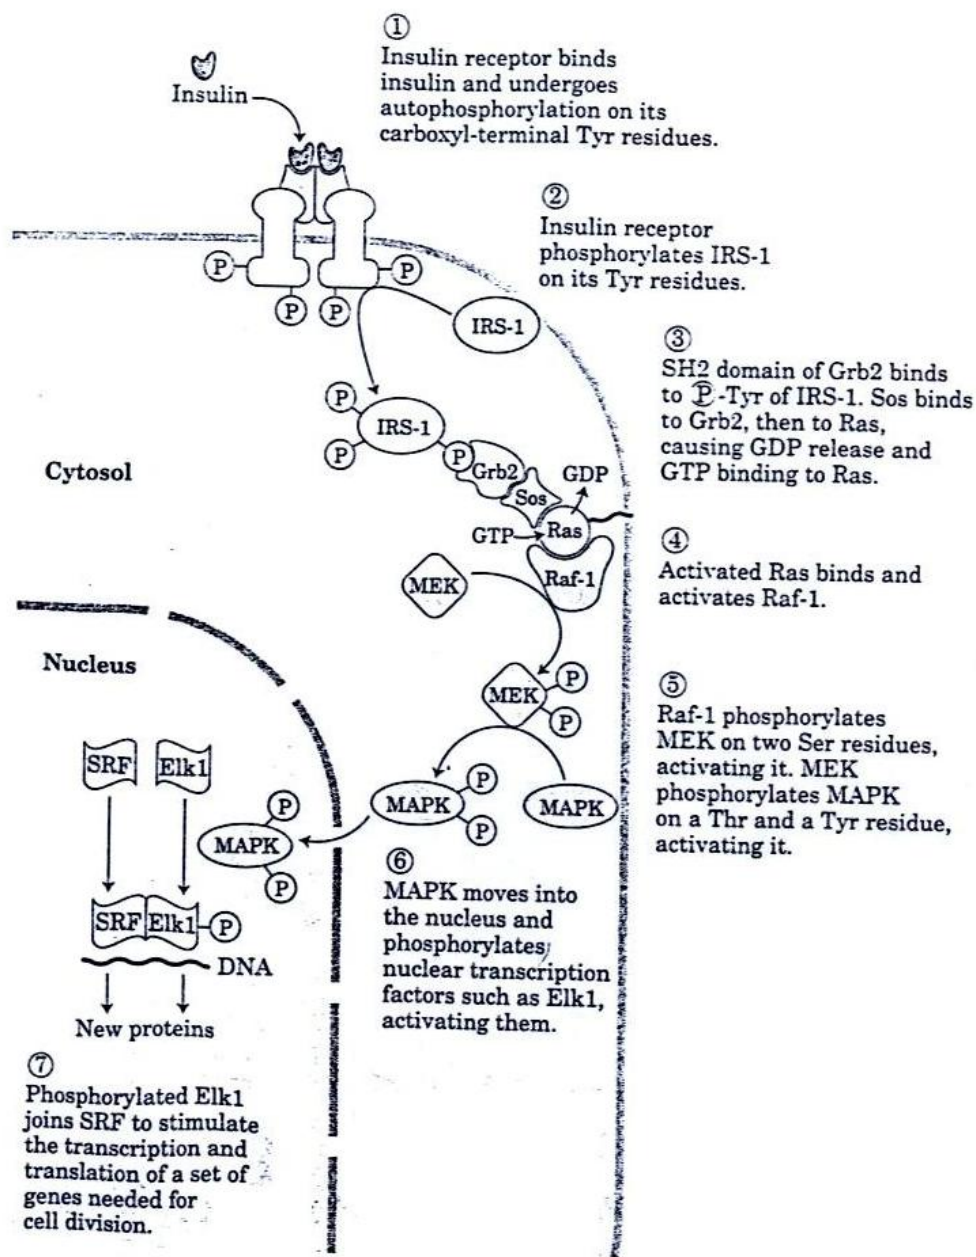 ①
Insulin receptor binds
insulin and undergoes
autophosphorylation on its
carboxyl-terminal Tyr residues.
Insulin
②
Insulin receptor
phosphorylates IRS-1
on its Tyr residues.
P
P
P
P
IRS-1
③
SH2 domain of Grb2 binds
to Ⓟ-Tyr of IRS-1. Sos binds
to Grb2, then to Ras,
causing GDP release and
GTP binding to Ras.
P
IRS-1
P
P
Grb2
Sos
GDP
GTP
Ras
Raf-1
Cytosol
④
Activated Ras binds and
activates Raf-1.
MEK
Nucleus
MEK
P
P
⑤
Raf-1 phosphorylates
MEK on two Ser residues,
activating it. MEK
phosphorylates MAPK
on a Thr and a Tyr residue,
activating it.
SRF
Elk1
MAPK
P
P
MAPK
P
MAPK
P
⑥
MAPK moves into
the nucleus and
phosphorylates
nuclear transcription
factors such as Elk1,
activating them.
SRF
Elk1
P
DNA
New proteins
⑦
Phosphorylated Elk1
joins SRF to stimulate
the transcription and
translation of a set of
genes needed for
cell division.